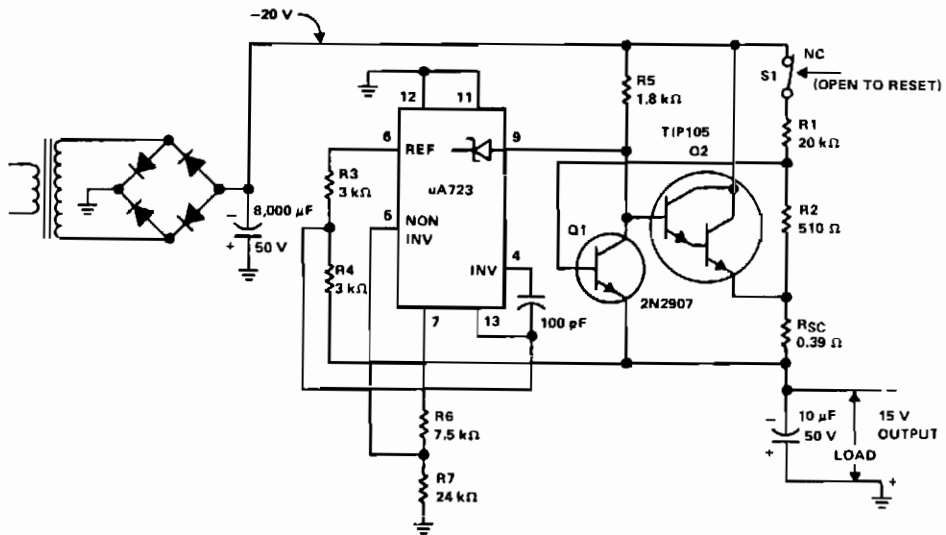 −20 V
NC
S1
(OPEN TO RESET)
12
11
R5
1.8 kΩ
R1
20 kΩ
6
REF
9
TIP105
Q2
R3
3 kΩ
uA723
8,000 µF
−
+
50 V
5
NON
INV
R2
510 Ω
Q1
R4
3 kΩ
INV
4
2N2907
7
13
100 pF
RSC
0.39 Ω
R6
7.5 kΩ
−
10 µF
50 V
+
15 V
OUTPUT
LOAD
−
+
R7
24 kΩ